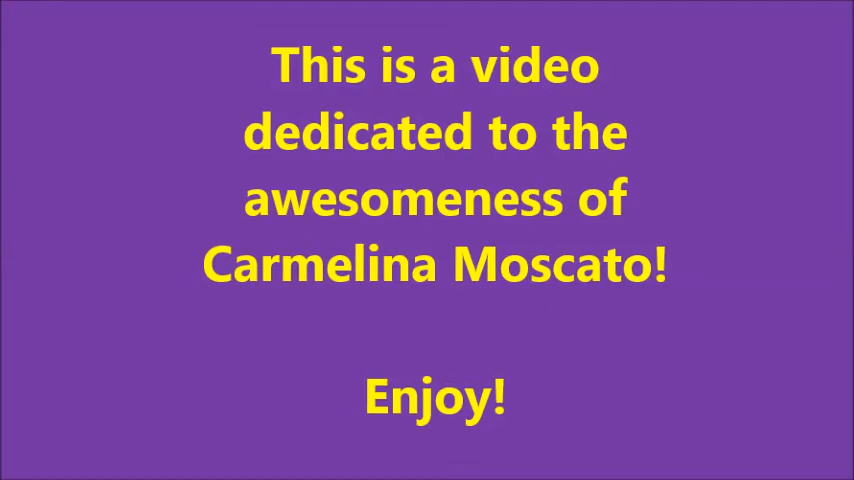 This is a video
dedicated to the
awesomeness of
Carmelina Moscato!
Enjoy!